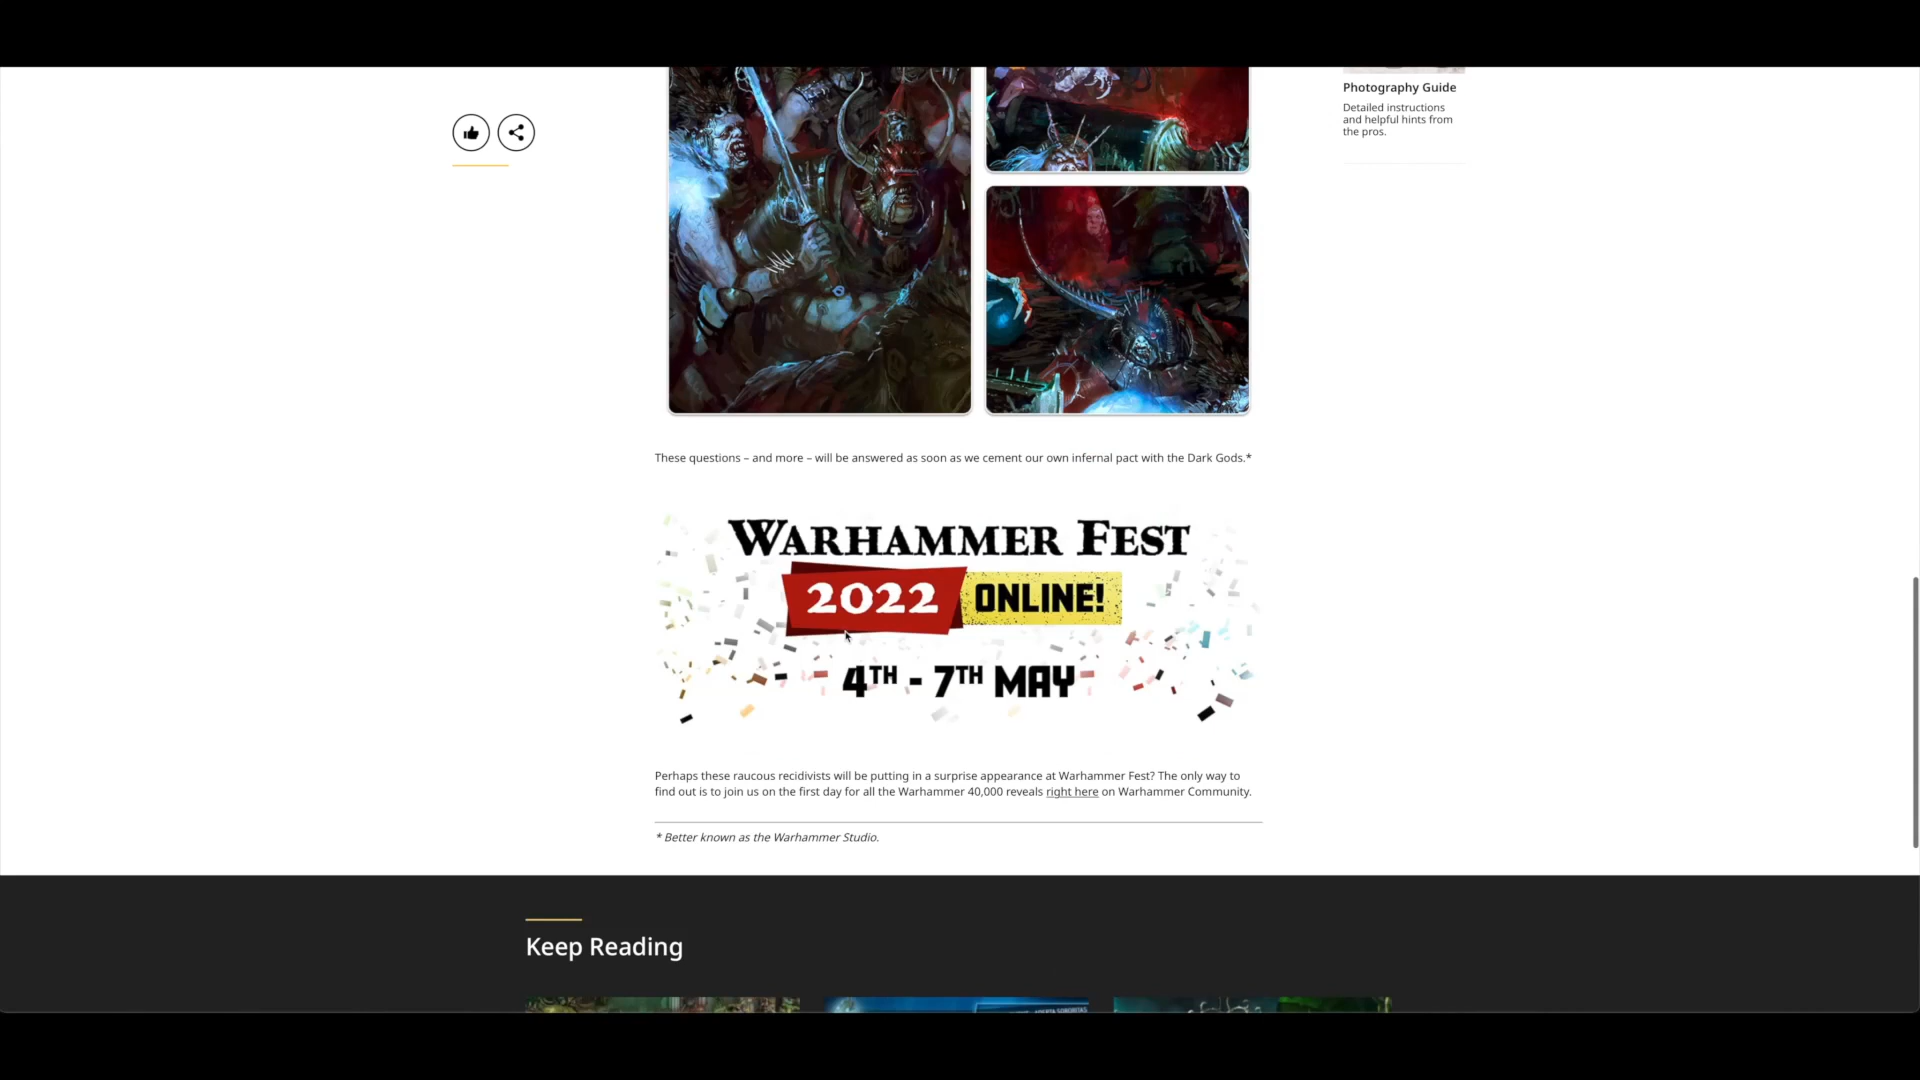 Photography Guide
Detailed instructions
and helpful hints from
the pros.
These questions – and more – will be answered as soon as we cement our own infernal pact with the Dark Gods.*
WARHAMMER FEST
2022 ONLINE!
4TH - 7TH MAY
Perhaps these raucous recidivists will be putting in a surprise appearance at Warhammer Fest? The only way to
find out is to join us on the first day for all the Warhammer 40,000 reveals right here on Warhammer Community.
* Better known as the Warhammer Studio.
Keep Reading